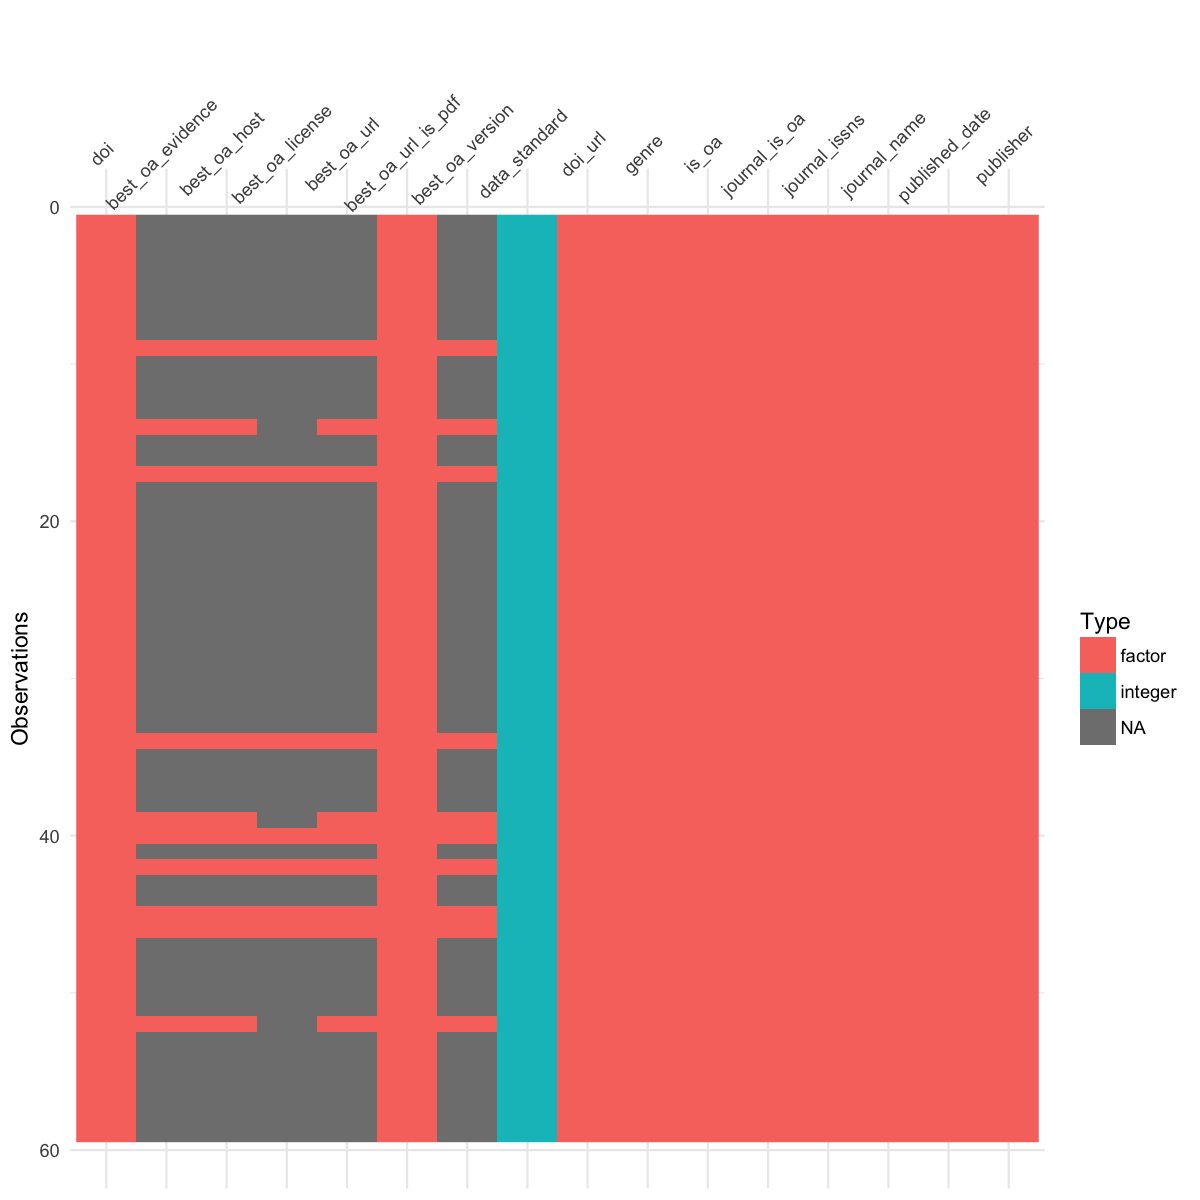 doi
best_oa_evidence
best_oa_host
best_oa_license
best_oa_url
best_oa_url_is_pdf
best_oa_version
data_standard
doi_url
genre
is_oa
journal_is_oa
journal_issns
journal_name
published_date
publisher
0
20
40
60
Observations
Type
factor
integer
NA